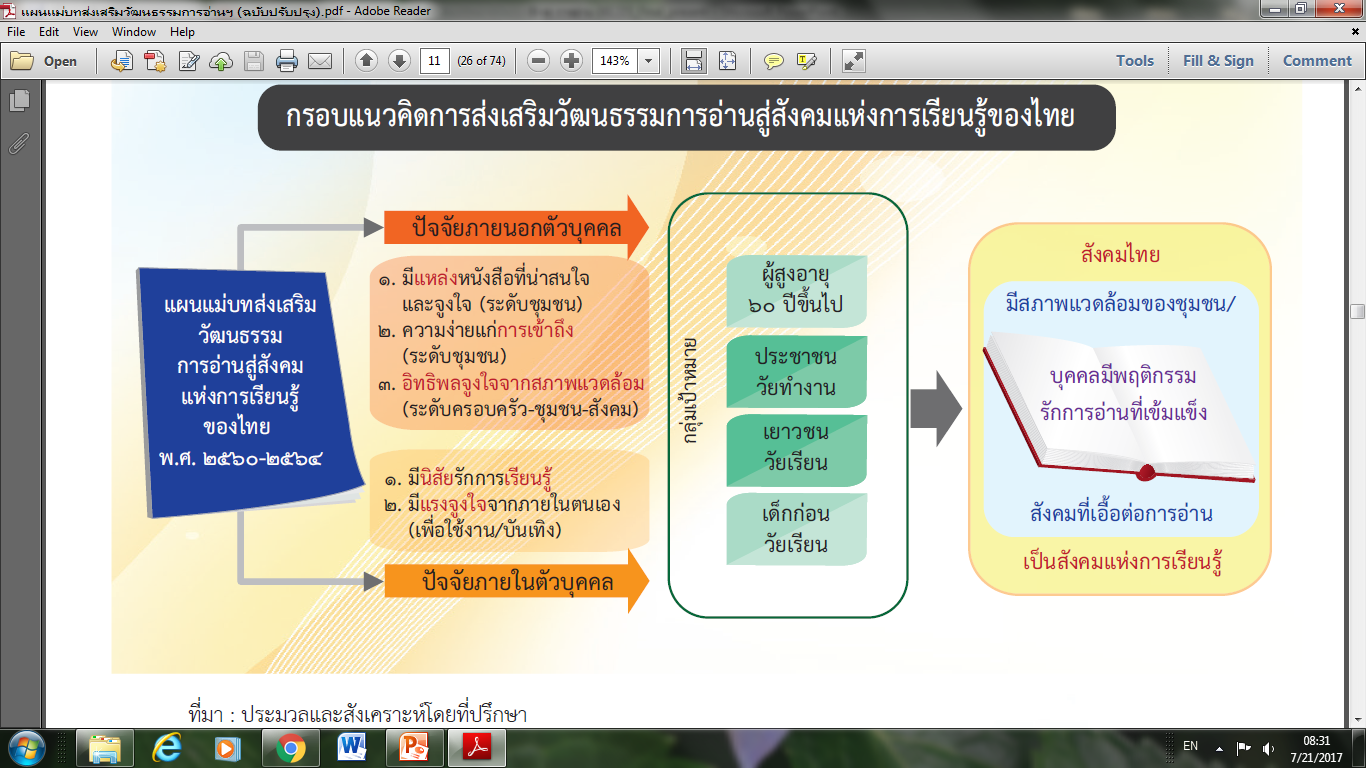 แผนแม่บทส่งเสริมวัฒนธรรมการอ่านฯ (ฉบับปรับปรุง).pdf - Adobe Reader
File Edit View Window Help
Open 11 (26 of 74) 143% Tools Fill & Sign Comment
กรอบแนวคิดการส่งเสริมวัฒนธรรมการอ่านสู่สังคมแห่งการเรียนรู้ของไทย
แผนแม่บทส่งเสริม
วัฒนธรรม
การอ่านสู่สังคม
แห่งการเรียนรู้
ของไทย
พ.ศ. ๒๕๖๐-๒๕๖๔
ปัจจัยภายนอกตัวบุคคล
๑. มีแหล่งหนังสือที่น่าสนใจ
และจูงใจ (ระดับชุมชน)
๒. ความง่ายแก่การเข้าถึง
(ระดับชุมชน)
๓. อิทธิพลจูงใจจากสภาพแวดล้อม
(ระดับครอบครัว-ชุมชน-สังคม)
๑. มีนิสัยรักการเรียนรู้
๒. มีแรงจูงใจจากภายในตนเอง
(เพื่อใช้งาน/บันเทิง)
ปัจจัยภายในตัวบุคคล
กลุ่มเป้าหมาย
ผู้สูงอายุ
๖๐ ปีขึ้นไป
ประชาชน
วัยทำงาน
เยาวชน
วัยเรียน
เด็กก่อน
วัยเรียน
สังคมไทย
มีสภาพแวดล้อมของชุมชน/
บุคคลมีพฤติกรรม
รักการอ่านที่เข้มแข็ง
สังคมที่เอื้อต่อการอ่าน
เป็นสังคมแห่งการเรียนรู้
ที่มา : ประมวลและสังเคราะห์โดยที่ปรึกษา
EN 08:31
7/21/2017